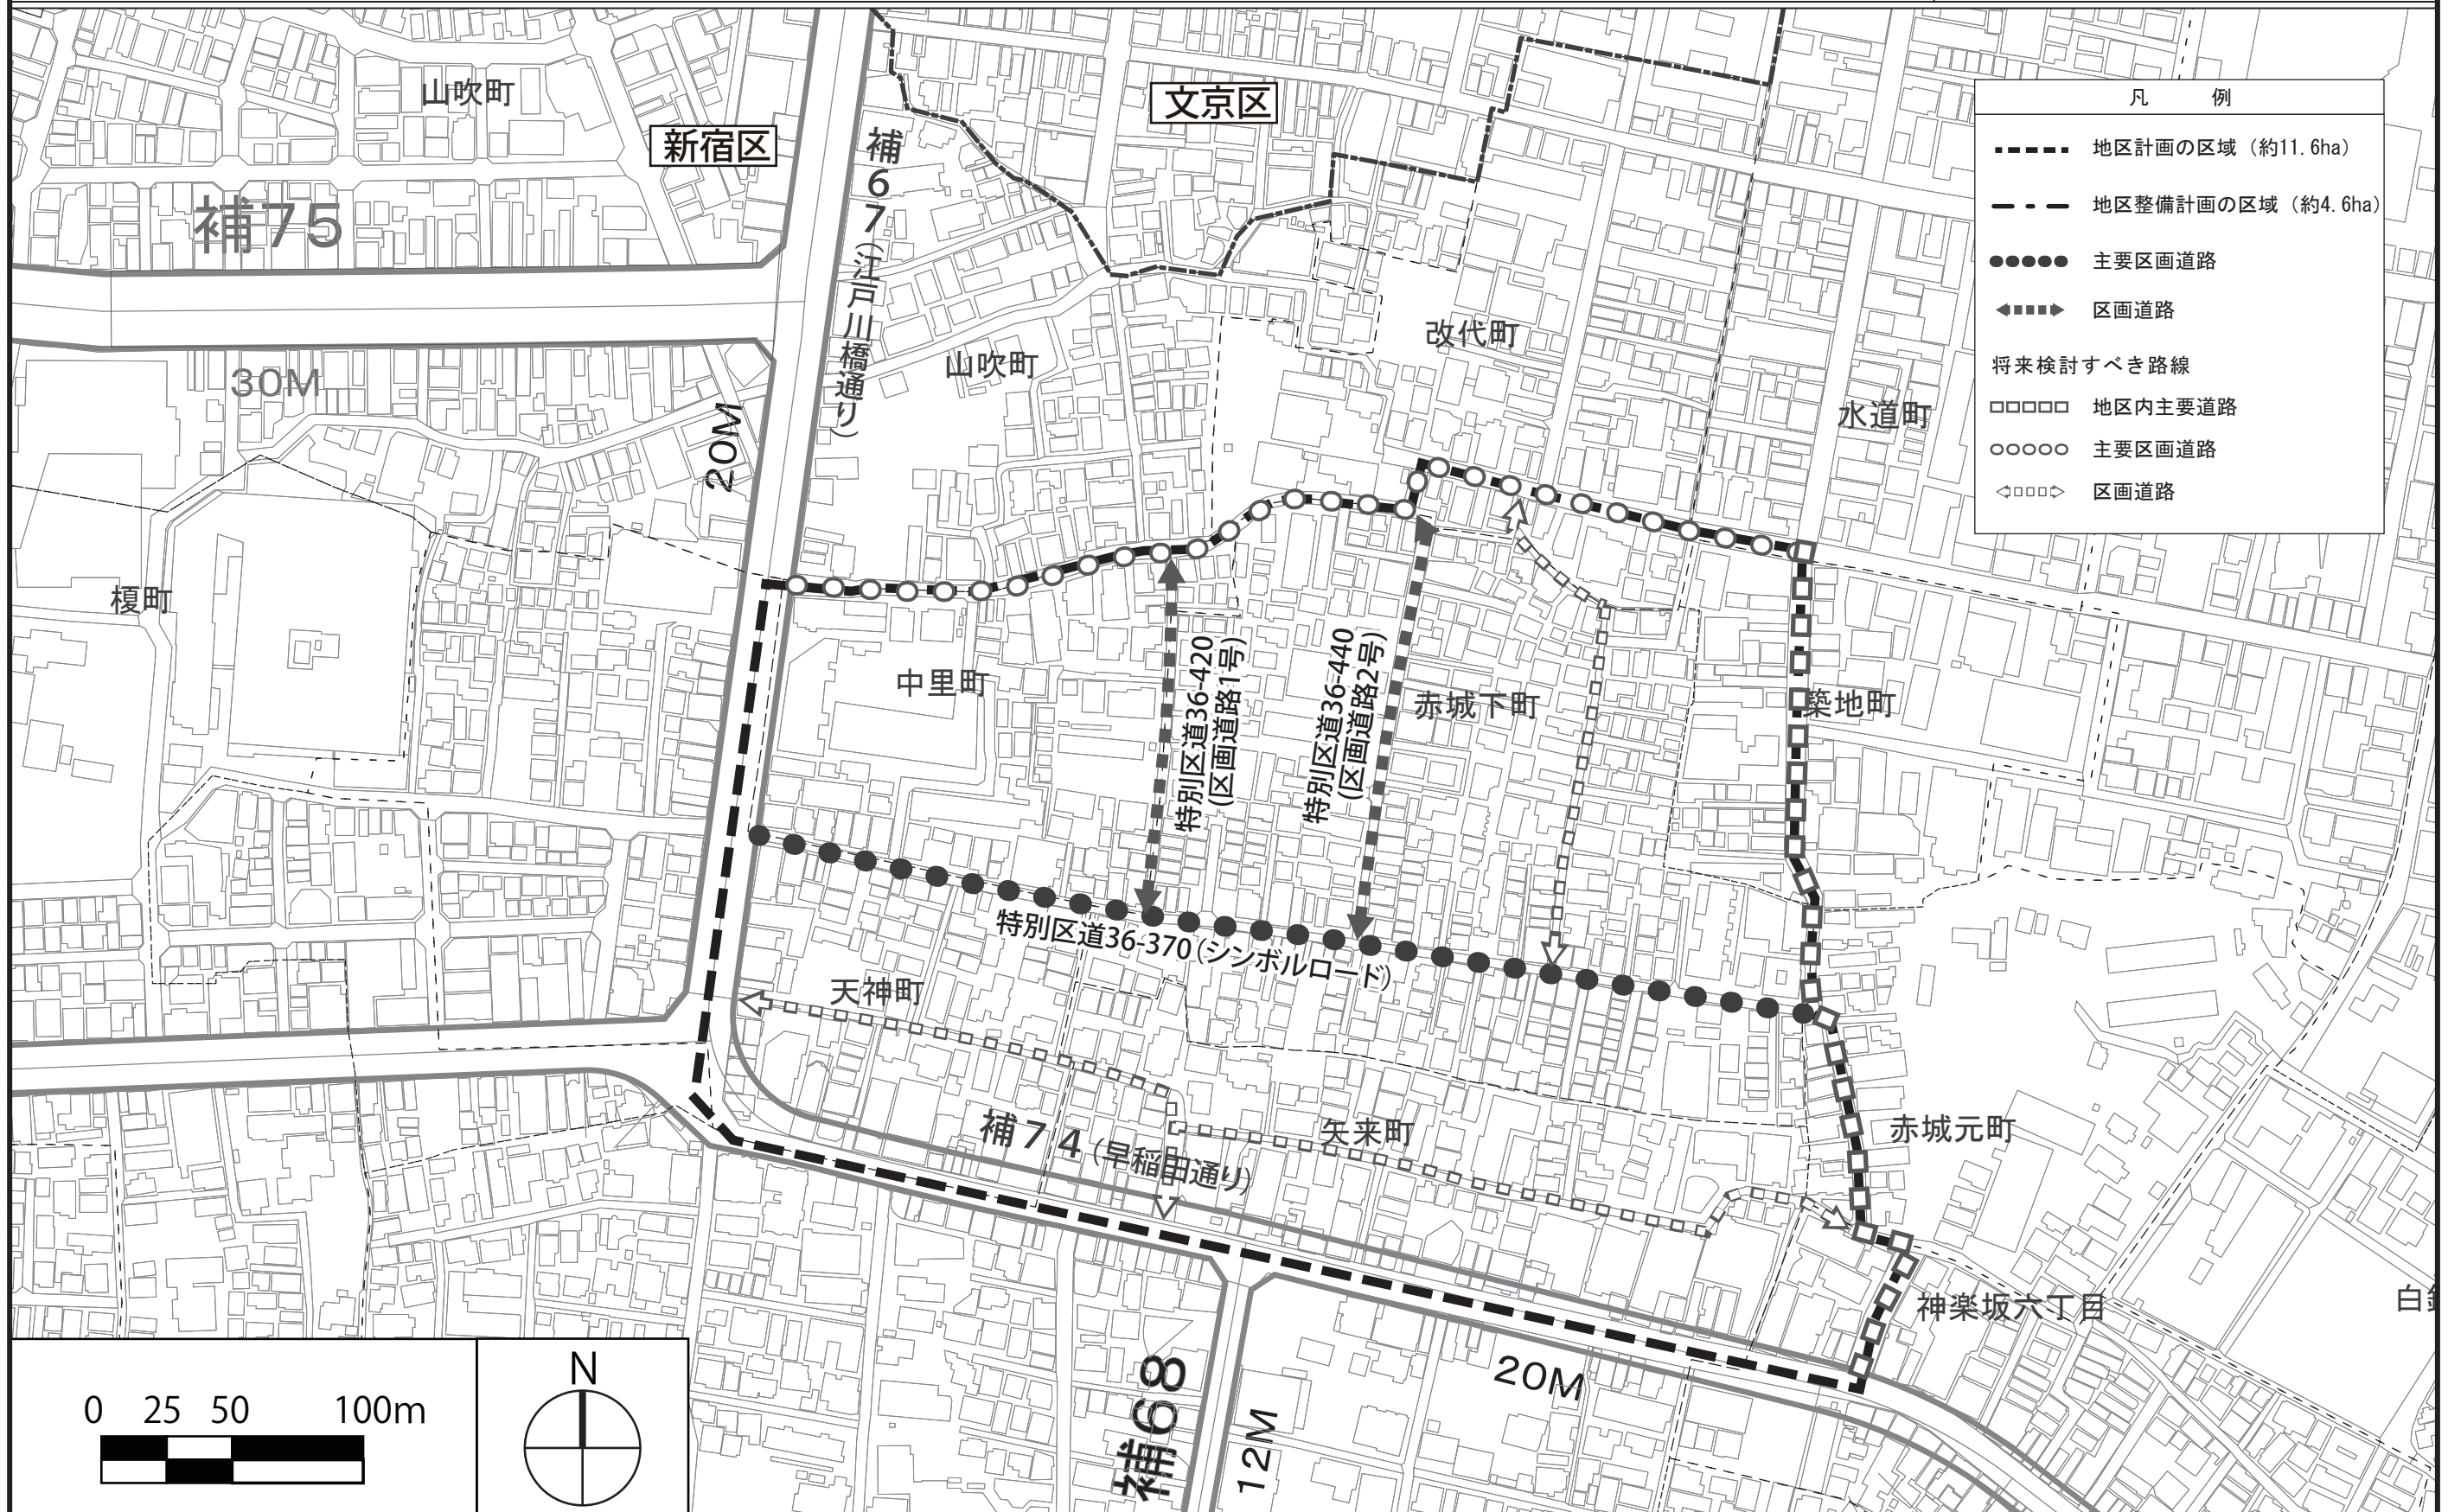 山吹町
新宿区
文京区
補75
補67(江戸川橋通り)
30M
20M
山吹町
改代町
水道町
榎町
中里町
特別区道36-420
(区画道路1号)
特別区道36-440
(区画道路2号)
赤城下町
築地町
特別区道36-370(シンボルロード)
天神町
補74(早稲田通り)
矢来町
赤城元町
神楽坂六丁目
20M
補68
12M
凡 例
地区計画の区域(約11.6ha)
地区整備計画の区域(約4.6ha)
主要区画道路
区画道路
将来検討すべき路線
地区内主要道路
主要区画道路
区画道路
0 25 50 100m
N
白